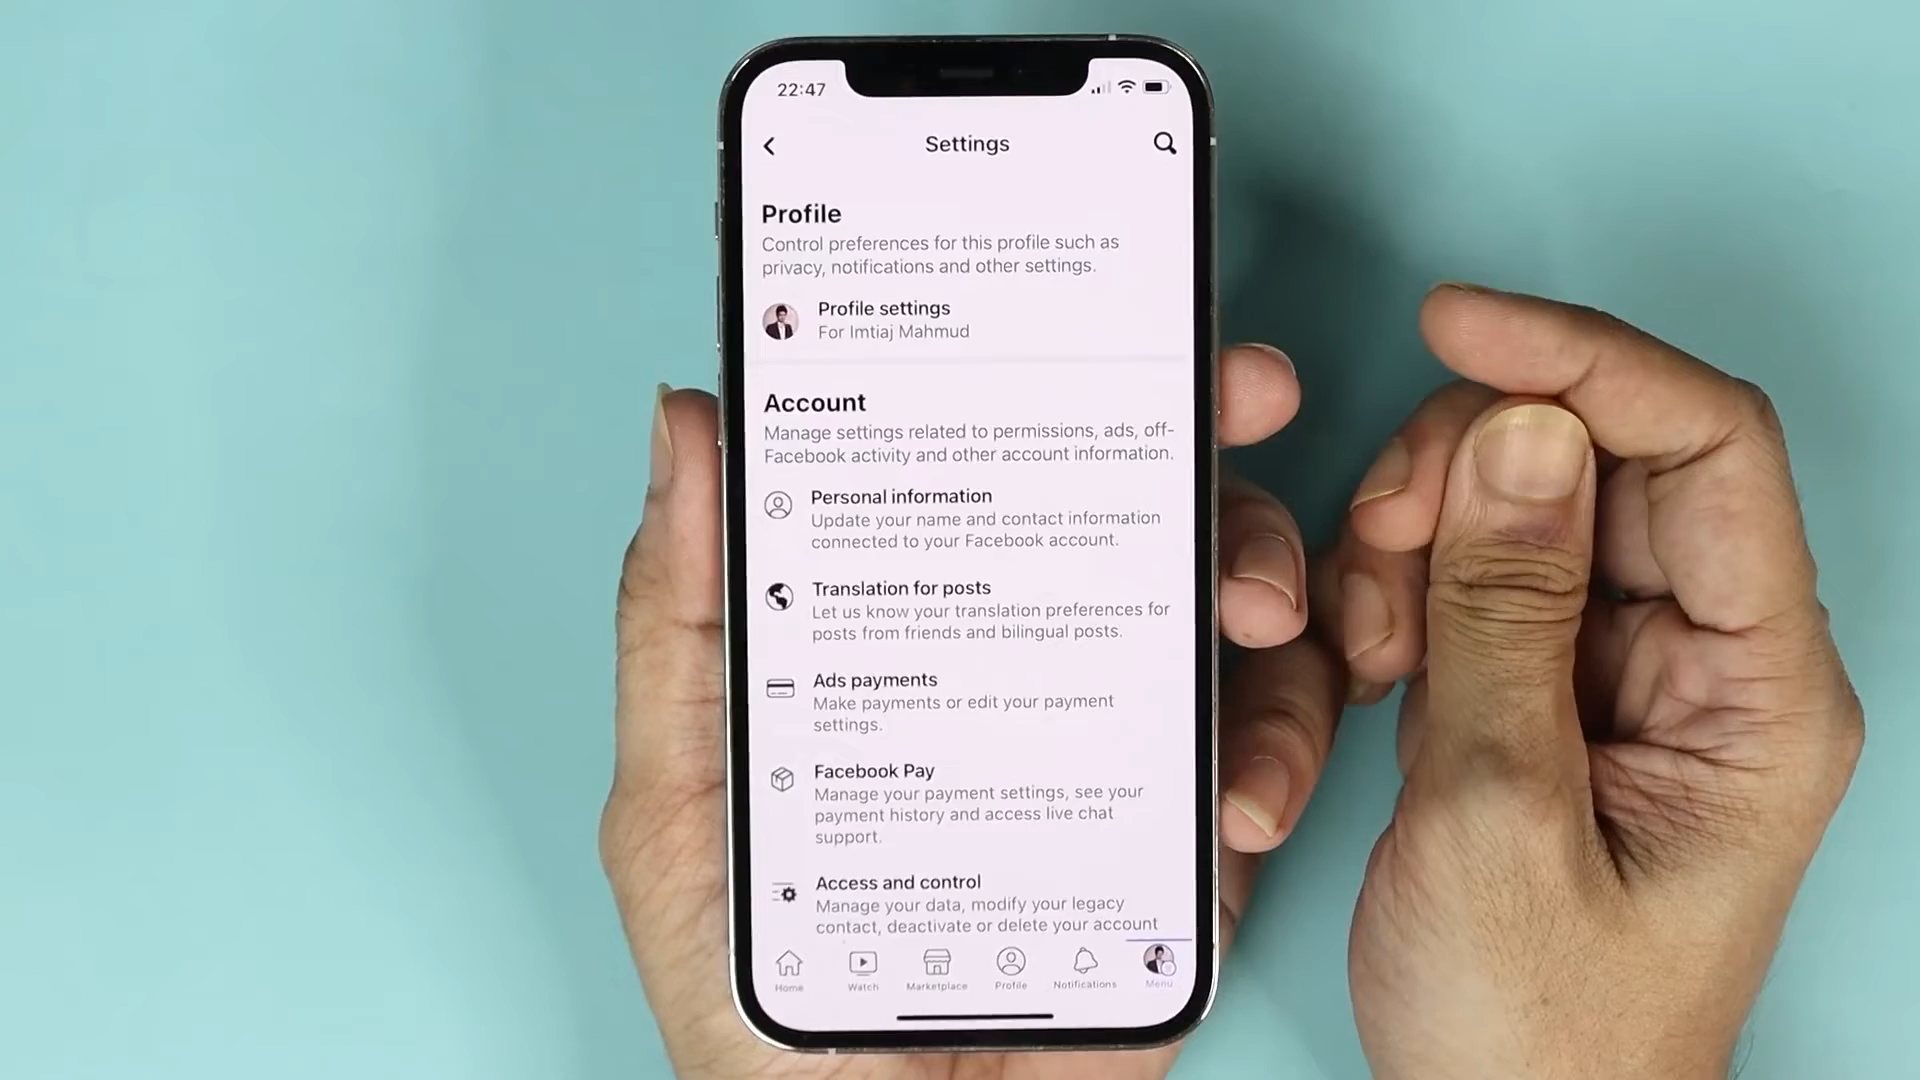 22:47
Settings
Profile
Control preferences for this profile such as
privacy, notifications and other settings.
Profile settings
For Imtiaj Mahmud
Account
Manage settings related to permissions, ads, off-
Facebook activity and other account information.
Personal information
Update your name and contact information
connected to your Facebook account.
Translation for posts
Let us know your translation preferences for
posts from friends and bilingual posts.
Ads payments
Make payments or edit your payment
settings.
Facebook Pay
Manage your payment settings, see your
payment history and access live chat
support.
Access and control
Manage your data, modify your legacy
contact, deactivate or delete your account
Home Watch Marketplace Profile Notifications Menu